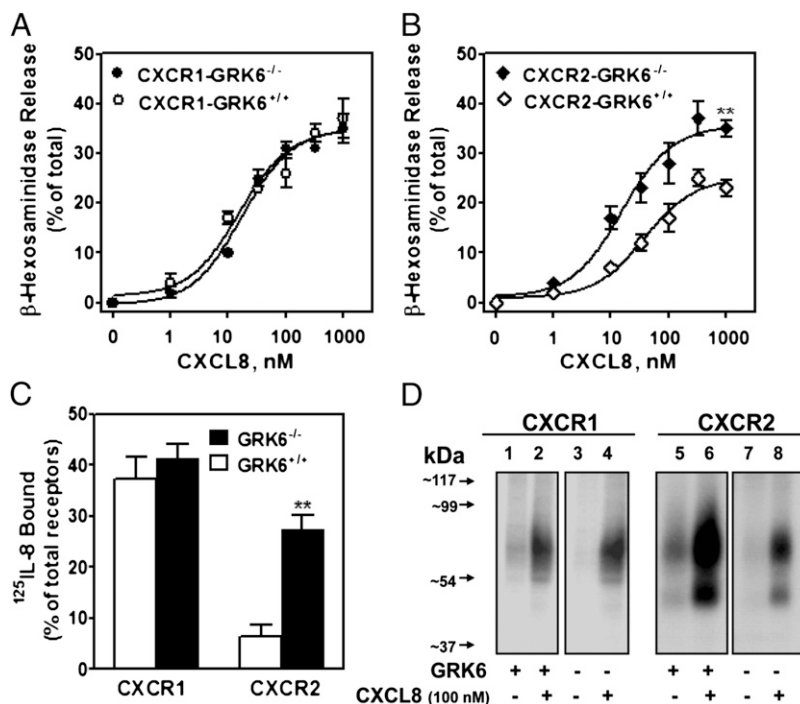 A
β-Hexosaminidase Release
(% of total)
50
40
30
20
10
0
CXCR1-GRK6-/-
CXCR1-GRK6+/+
0 1 10 100 1000
CXCL8, nM
B
β-Hexosaminidase Release
(% of total)
50
40
30
20
10
0
CXCR2-GRK6-/-
CXCR2-GRK6+/+
**
0 1 10 100 1000
CXCL8, nM
C
125IL-8 Bound
(% of total receptors)
50
40
30
20
10
0
GRK6-/-
GRK6+/+
**
CXCR1 CXCR2
D
CXCR1 CXCR2
kDa 1 2 3 4 5 6 7 8
~117
~99
~54
~37
GRK6 + + - - + + - -
CXCL8 (100 nM) - + - + - + - +